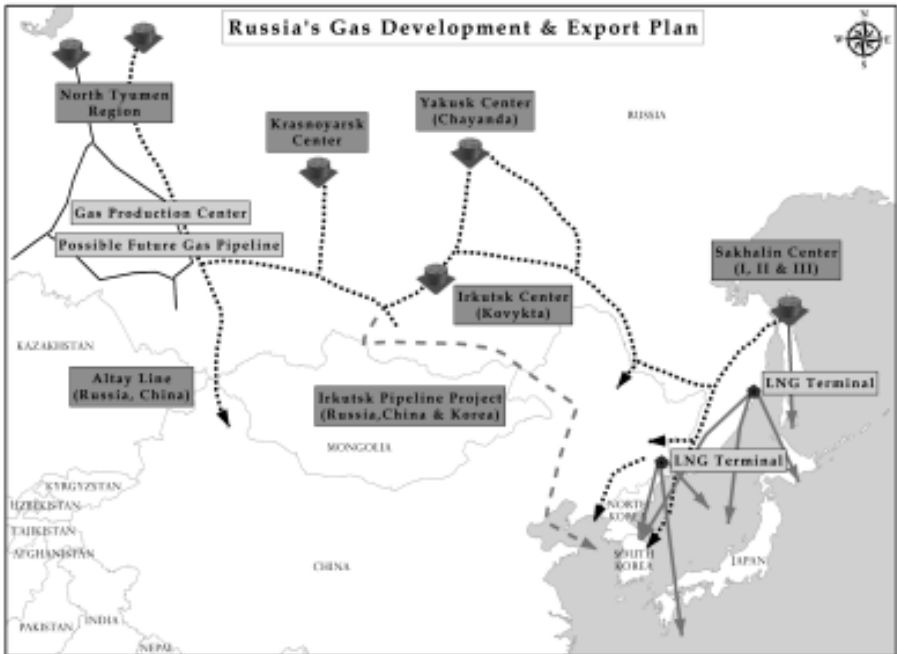 Russia's Gas Development & Export Plan
N
W
E
S
North Tyumen
Region
Krasnoyarsk
Center
Yakusk Center
(Chayanda)
RUSSIA
Gas Production Center
Possible Future Gas Pipeline
Sakhalin Center
(I, II & III)
Irkutsk Center
(Kovykta)
KAZAKHSTAN
Altay Line
(Russia, China)
Irkutsk Pipeline Project
(Russia,China & Korea)
LNG Terminal
MONGOLIA
LNG Terminal
KYRGYZSTAN
UZBEKISTAN
NORTH
KOREA
TAJIKISTAN
AFGHANISTAN
SOUTH
KOREA
JAPAN
CHINA
PAKISTAN
INDIA
NEPAL